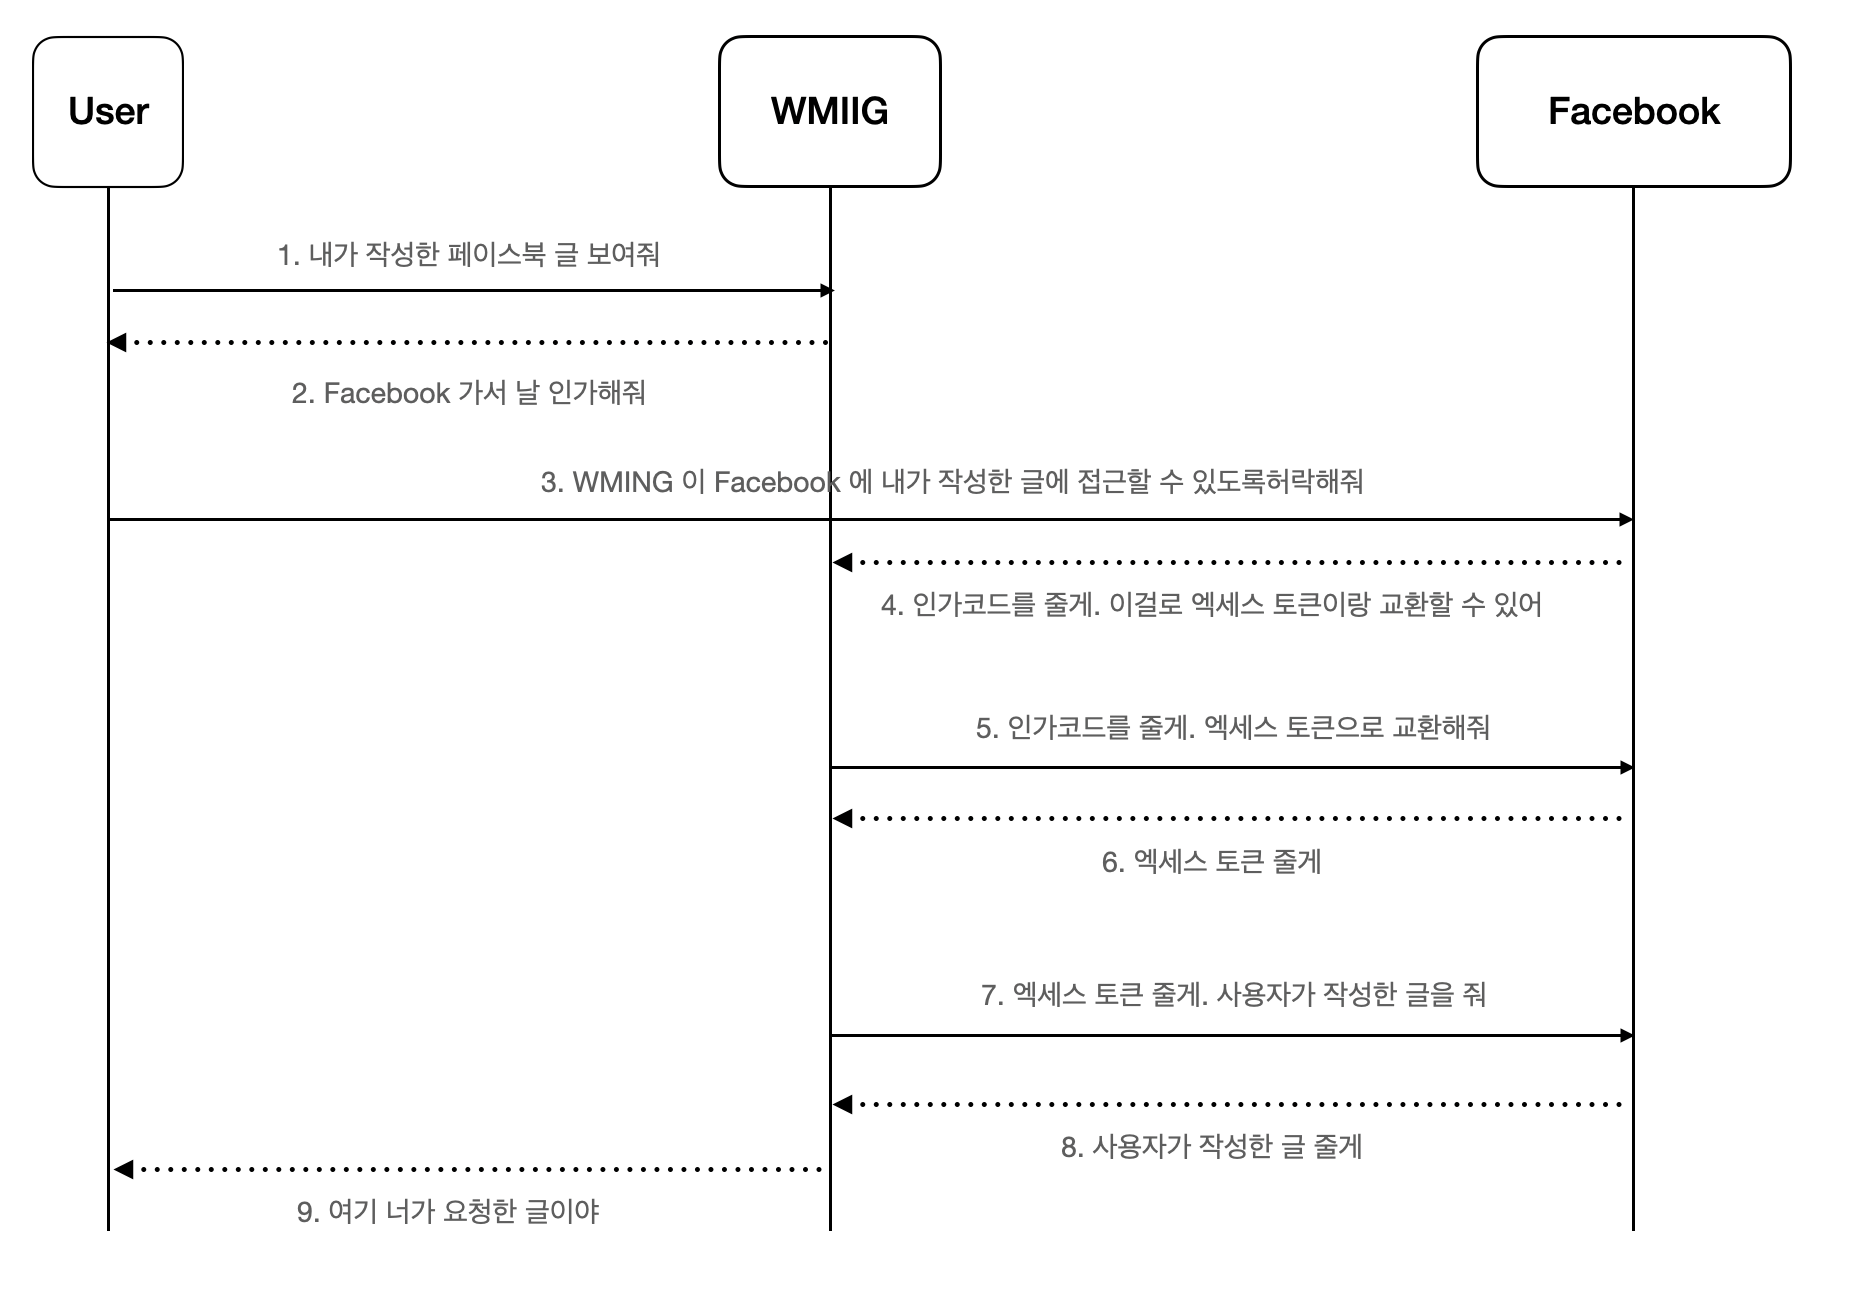 User
WMIIG
Facebook
1. 내가 작성한 페이스북 글 보여줘
2. Facebook 가서 날 인가해줘
3. WMING 이 Facebook 에 내가 작성한 글에 접근할 수 있도록허락해줘
4. 인가코드를 줄게. 이걸로 엑세스 토큰이랑 교환할 수 있어
5. 인가코드를 줄게. 엑세스 토큰으로 교환해줘
6. 엑세스 토큰 줄게
7. 엑세스 토큰 줄게. 사용자가 작성한 글을 줘
8. 사용자가 작성한 글 줄게
9. 여기 너가 요청한 글이야